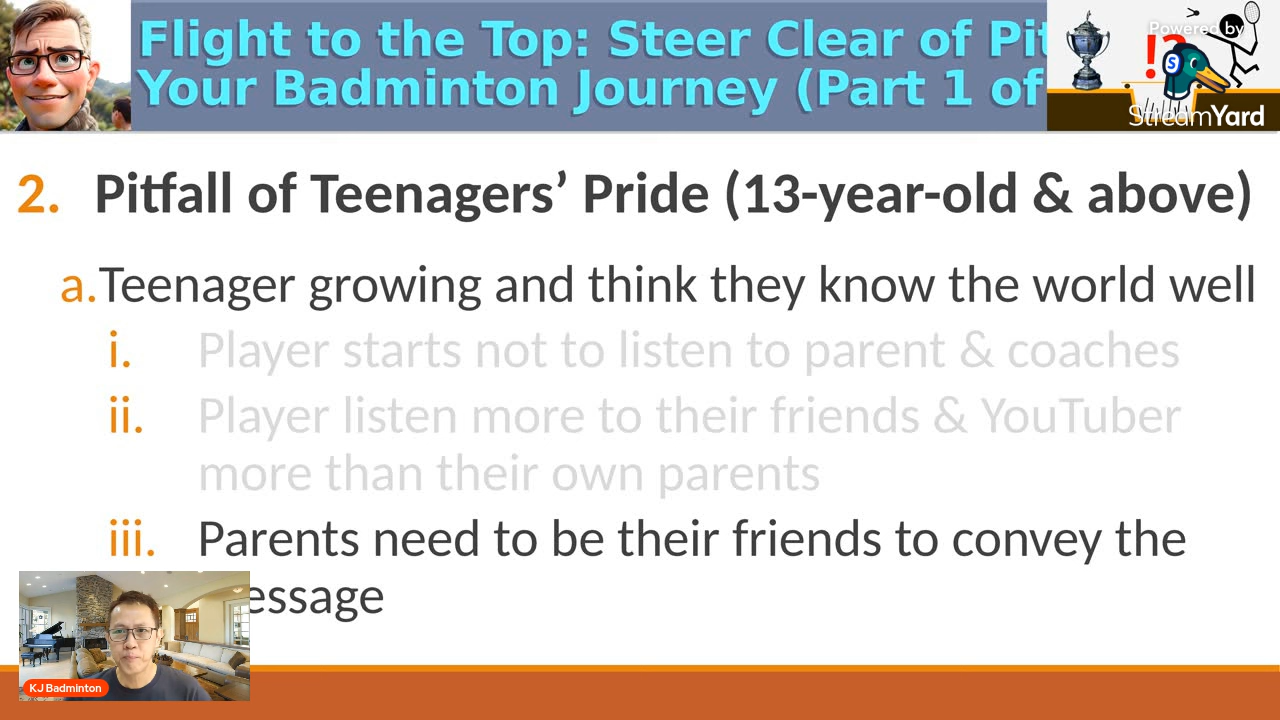 Flight to the Top: Steer Clear of Pit
Your Badminton Journey (Part 1 of
Powered by
!?
S
StreamYard
2. Pitfall of Teenagers’ Pride (13-year-old & above)
a.Teenager growing and think they know the world well
i. Player starts not to listen to parent & coaches
ii. Player listen more to their friends & YouTuber
more than their own parents
iii. Parents need to be their friends to convey the
essage
KJ Badminton